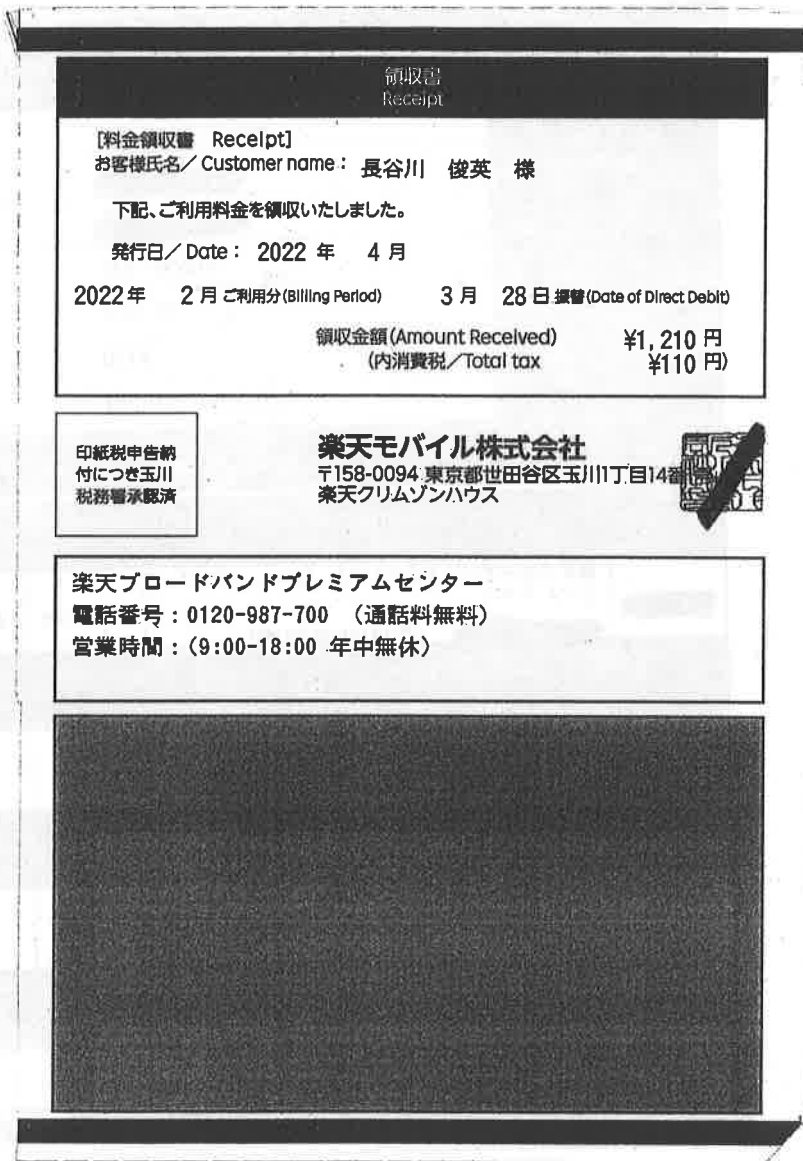 領収書
Receipt
[料金領収書 Receipt]
お客様氏名／Customer name： 長谷川 俊英 様
下記、ご利用料金を領収いたしました。
発行日／Date： 2022 年 4 月
2022年 2 月 ご利用分(Billing Period) 3 月 28 日 振替(Date of Direct Debit)
領収金額(Amount Received) ¥1,210 円
(内消費税／Total tax ¥110 円)
印紙税申告納
付につき玉川
税務署承認済
楽天モバイル株式会社
〒158-0094 東京都世田谷区玉川1丁目14番
楽天クリムゾンハウス
楽天ブロードバンドプレミアムセンター
電話番号：0120-987-700 （通話料無料）
営業時間：（9:00-18:00 年中無休）